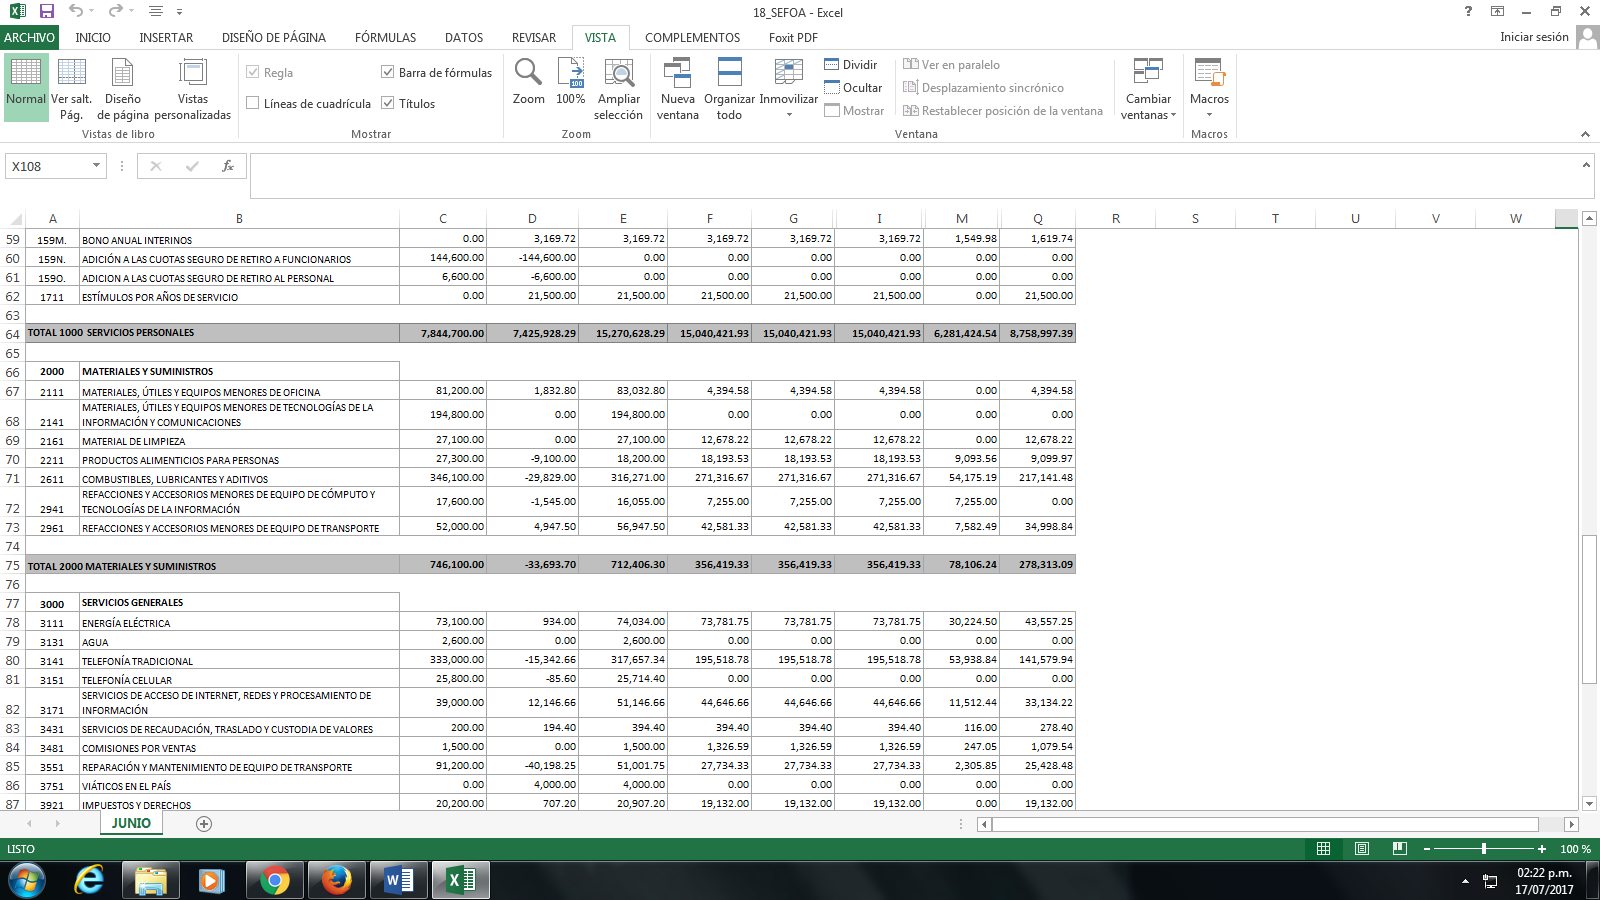 18_SEFOA - Excel
ARCHIVO INICIO INSERTAR DISEÑO DE PÁGINA FÓRMULAS DATOS REVISAR VISTA COMPLEMENTOS Foxit PDF Iniciar sesión
Normal Ver salt. Pág. Diseño de página Vistas personalizadas
Vistas de libro
Regla Barra de fórmulas
Líneas de cuadrícula Títulos
Mostrar
Zoom 100% Ampliar selección
100
Zoom
Nueva ventana Organizar todo Inmovilizar
Dividir
Ocultar
Mostrar
Ver en paralelo
Desplazamiento sincrónico
Restablecer posición de la ventana
Cambiar ventanas
Ventana
Macros
Macros
X108 fx
A B C D E F G I M Q R S T U V W
59 159M. BONO ANUAL INTERINOS 0.00 3,169.72 3,169.72 3,169.72 3,169.72 3,169.72 1,549.98 1,619.74
60 159N. ADICIÓN A LAS CUOTAS SEGURO DE RETIRO A FUNCIONARIOS 144,600.00 -144,600.00 0.00 0.00 0.00 0.00 0.00 0.00
61 159O. ADICION A LAS CUOTAS SEGURO DE RETIRO AL PERSONAL 6,600.00 -6,600.00 0.00 0.00 0.00 0.00 0.00 0.00
62 1711 ESTÍMULOS POR AÑOS DE SERVICIO 0.00 21,500.00 21,500.00 21,500.00 21,500.00 21,500.00 0.00 21,500.00
63
64 TOTAL 1000 SERVICIOS PERSONALES 7,844,700.00 7,425,928.29 15,270,628.29 15,040,421.93 15,040,421.93 15,040,421.93 6,281,424.54 8,758,997.39
65
66 2000 MATERIALES Y SUMINISTROS
67 2111 MATERIALES, ÚTILES Y EQUIPOS MENORES DE OFICINA 81,200.00 1,832.80 83,032.80 4,394.58 4,394.58 4,394.58 0.00 4,394.58
MATERIALES, ÚTILES Y EQUIPOS MENORES DE TECNOLOGÍAS DE LA
68 2141 INFORMACIÓN Y COMUNICACIONES 194,800.00 0.00 194,800.00 0.00 0.00 0.00 0.00 0.00
69 2161 MATERIAL DE LIMPIEZA 27,100.00 0.00 27,100.00 12,678.22 12,678.22 12,678.22 0.00 12,678.22
70 2211 PRODUCTOS ALIMENTICIOS PARA PERSONAS 27,300.00 -9,100.00 18,200.00 18,193.53 18,193.53 18,193.53 9,093.56 9,099.97
71 2611 COMBUSTIBLES, LUBRICANTES Y ADITIVOS 346,100.00 -29,829.00 316,271.00 271,316.67 271,316.67 271,316.67 54,175.19 217,141.48
REFACCIONES Y ACCESORIOS MENORES DE EQUIPO DE CÓMPUTO Y
72 2941 TECNOLOGÍAS DE LA INFORMACIÓN 17,600.00 -1,545.00 16,055.00 7,255.00 7,255.00 7,255.00 7,255.00 0.00
73 2961 REFACCIONES Y ACCESORIOS MENORES DE EQUIPO DE TRANSPORTE 52,000.00 4,947.50 56,947.50 42,581.33 42,581.33 42,581.33 7,582.49 34,998.84
74
75 TOTAL 2000 MATERIALES Y SUMINISTROS 746,100.00 -33,693.70 712,406.30 356,419.33 356,419.33 356,419.33 78,106.24 278,313.09
76
77 3000 SERVICIOS GENERALES
78 3111 ENERGÍA ELÉCTRICA 73,100.00 934.00 74,034.00 73,781.75 73,781.75 73,781.75 30,224.50 43,557.25
79 3131 AGUA 2,600.00 0.00 2,600.00 0.00 0.00 0.00 0.00 0.00
80 3141 TELEFONÍA TRADICIONAL 333,000.00 -15,342.66 317,657.34 195,518.78 195,518.78 195,518.78 53,938.84 141,579.94
81 3151 TELEFONÍA CELULAR 25,800.00 -85.60 25,714.40 0.00 0.00 0.00 0.00 0.00
SERVICIOS DE ACCESO DE INTERNET, REDES Y PROCESAMIENTO DE
82 3171 INFORMACIÓN 39,000.00 12,146.66 51,146.66 44,646.66 44,646.66 44,646.66 11,512.44 33,134.22
83 3431 SERVICIOS DE RECAUDACIÓN, TRASLADO Y CUSTODIA DE VALORES 200.00 194.40 394.40 394.40 394.40 394.40 116.00 278.40
84 3481 COMISIONES POR VENTAS 1,500.00 0.00 1,500.00 1,326.59 1,326.59 1,326.59 247.05 1,079.54
85 3551 REPARACIÓN Y MANTENIMIENTO DE EQUIPO DE TRANSPORTE 91,200.00 -40,198.25 51,001.75 27,734.33 27,734.33 27,734.33 2,305.85 25,428.48
86 3751 VIÁTICOS EN EL PAÍS 0.00 4,000.00 4,000.00 0.00 0.00 0.00 0.00 0.00
87 3921 IMPUESTOS Y DERECHOS 20,200.00 707.20 20,907.20 19,132.00 19,132.00 19,132.00 0.00 19,132.00
JUNIO
LISTO 100 %
02:22 p.m.
17/07/2017